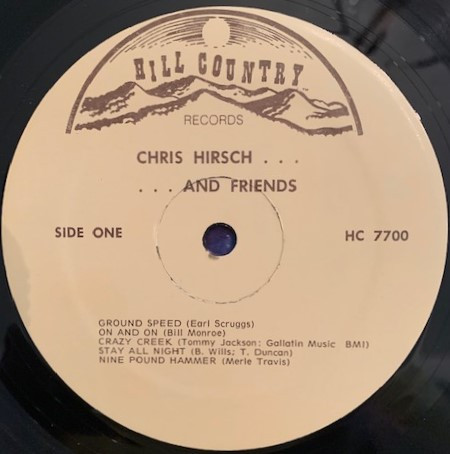 HILL COUNTRY
RECORDS
CHRIS HIRSCH . . .
. . . AND FRIENDS
SIDE ONE
HC 7700
GROUND SPEED (Earl Scruggs)
ON AND ON (Bill Monroe)
CRAZY CREEK (Tommy Jackson: Gallatin Music BMI)
STAY ALL NIGHT (B. Wills; T. Duncan)
NINE POUND HAMMER (Merle Travis)